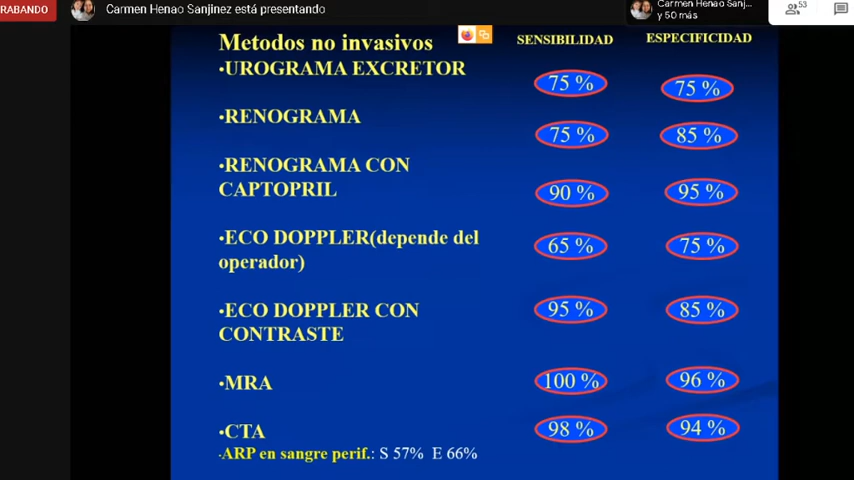 RABANDO
Carmen Henao Sanjinez está presentando
Carmen Henao Sanj...
y 50 más
53
Metodos no invasivos SENSIBILIDAD ESPECIFICIDAD
•UROGRAMA EXCRETOR 75 % 75 %
•RENOGRAMA 75 % 85 %
•RENOGRAMA CON
CAPTOPRIL 90 % 95 %
•ECO DOPPLER(depende del 65 % 75 %
operador)
•ECO DOPPLER CON 95 % 85 %
CONTRASTE
•MRA 100 % 96 %
•CTA 98 % 94 %
•ARP en sangre perif.: S 57% E 66%